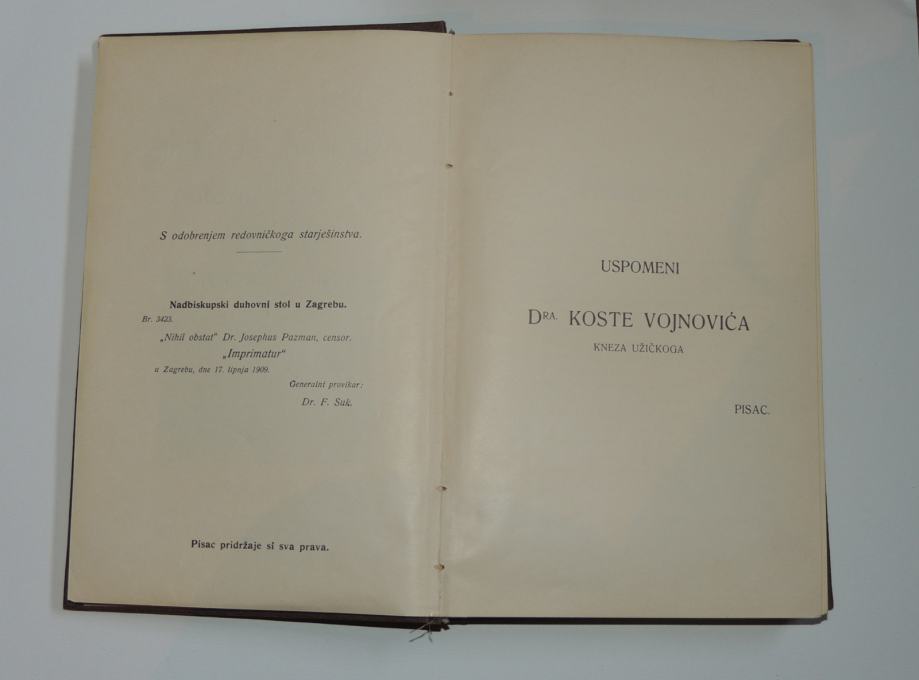 S odobrenjem redovničkoga starješinstva.
Nadbiskupski duhovni stol u Zagrebu.
Br. 3423.
„Nihil obstat" Dr. Josephus Pazman, censor.
„Imprimatur"
u Zagrebu, dne 17. lipnja 1909.
Generalni provikar:
Dr. F. Suk.
Pisac pridržaje si sva prava.
USPOMENI
DRA. KOSTE VOJNOVIĆA
KNEZA UŽIČKOGA
PISAC.